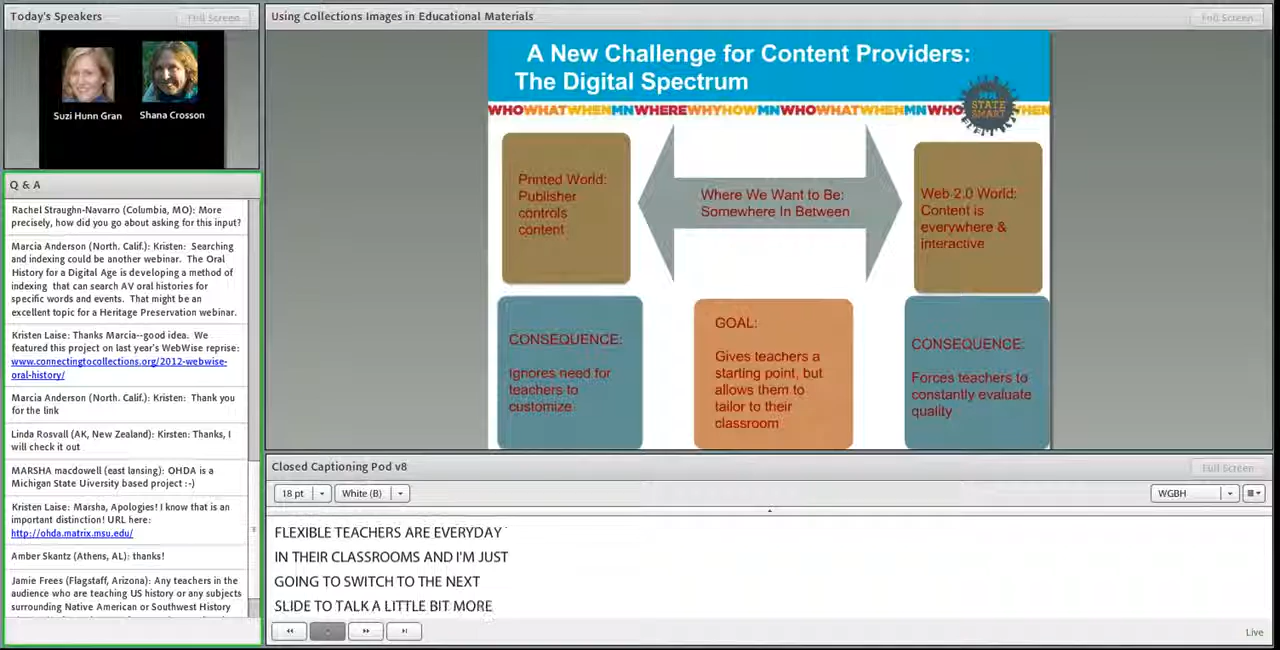 Today's Speakers
Full Screen
Suzi Hunn Gran
Shana Crosson
Q & A
Rachel Straughn-Navarro (Columbia, MO): More
precisely, how did you go about asking for this input?
Marcia Anderson (North. Calif.): Kristen: Searching
and indexing could be another webinar. The Oral
History for a Digital Age is developing a method of
indexing that can search AV oral histories for
specific words and events. That might be an
excellent topic for a Heritage Preservation webinar.
Kristen Laise: Thanks Marcia--good idea. We
featured this project on last year's WebWise reprise:
www.connectingtocollections.org/2012-webwise-
oral-history/
Marcia Anderson (North. Calif.): Kristen: Thank you
for the link
Linda Rosvall (AK, New Zealand): Kirsten: Thanks, I
will check it out
MARSHA macdowell (east lansing): OHDA is a
Michigan State Uiversity based project :-)
Kristen Laise: Marsha, Apologies! I know that is an
important distinction! URL here:
http://ohda.matrix.msu.edu/
Amber Skantz (Athens, AL): thanks!
Jamie Frees (Flagstaff, Arizona): Any teachers in the
audience who are teaching US history or any subjects
surrounding Native American or Southwest History
Using Collections Images in Educational Materials
Full Screen
A New Challenge for Content Providers:
The Digital Spectrum
WHOWHATWHENMNWHEREWHYHOWMNWHOWHATWHENMNWHO
MN
STATE
SMART
Printed World:
Publisher
controls
content
Where We Want to Be:
Somewhere In Between
Web 2.0 World:
Content is
everywhere &
interactive
CONSEQUENCE:
Ignores need for
teachers to
customize
GOAL:
Gives teachers a
starting point, but
allows them to
tailor to their
classroom
CONSEQUENCE:
Forces teachers to
constantly evaluate
quality
Closed Captioning Pod v8
Full Screen
18 pt
White (B)
WGBH
FLEXIBLE TEACHERS ARE EVERYDAY
IN THEIR CLASSROOMS AND I'M JUST
GOING TO SWITCH TO THE NEXT
SLIDE TO TALK A LITTLE BIT MORE
Live